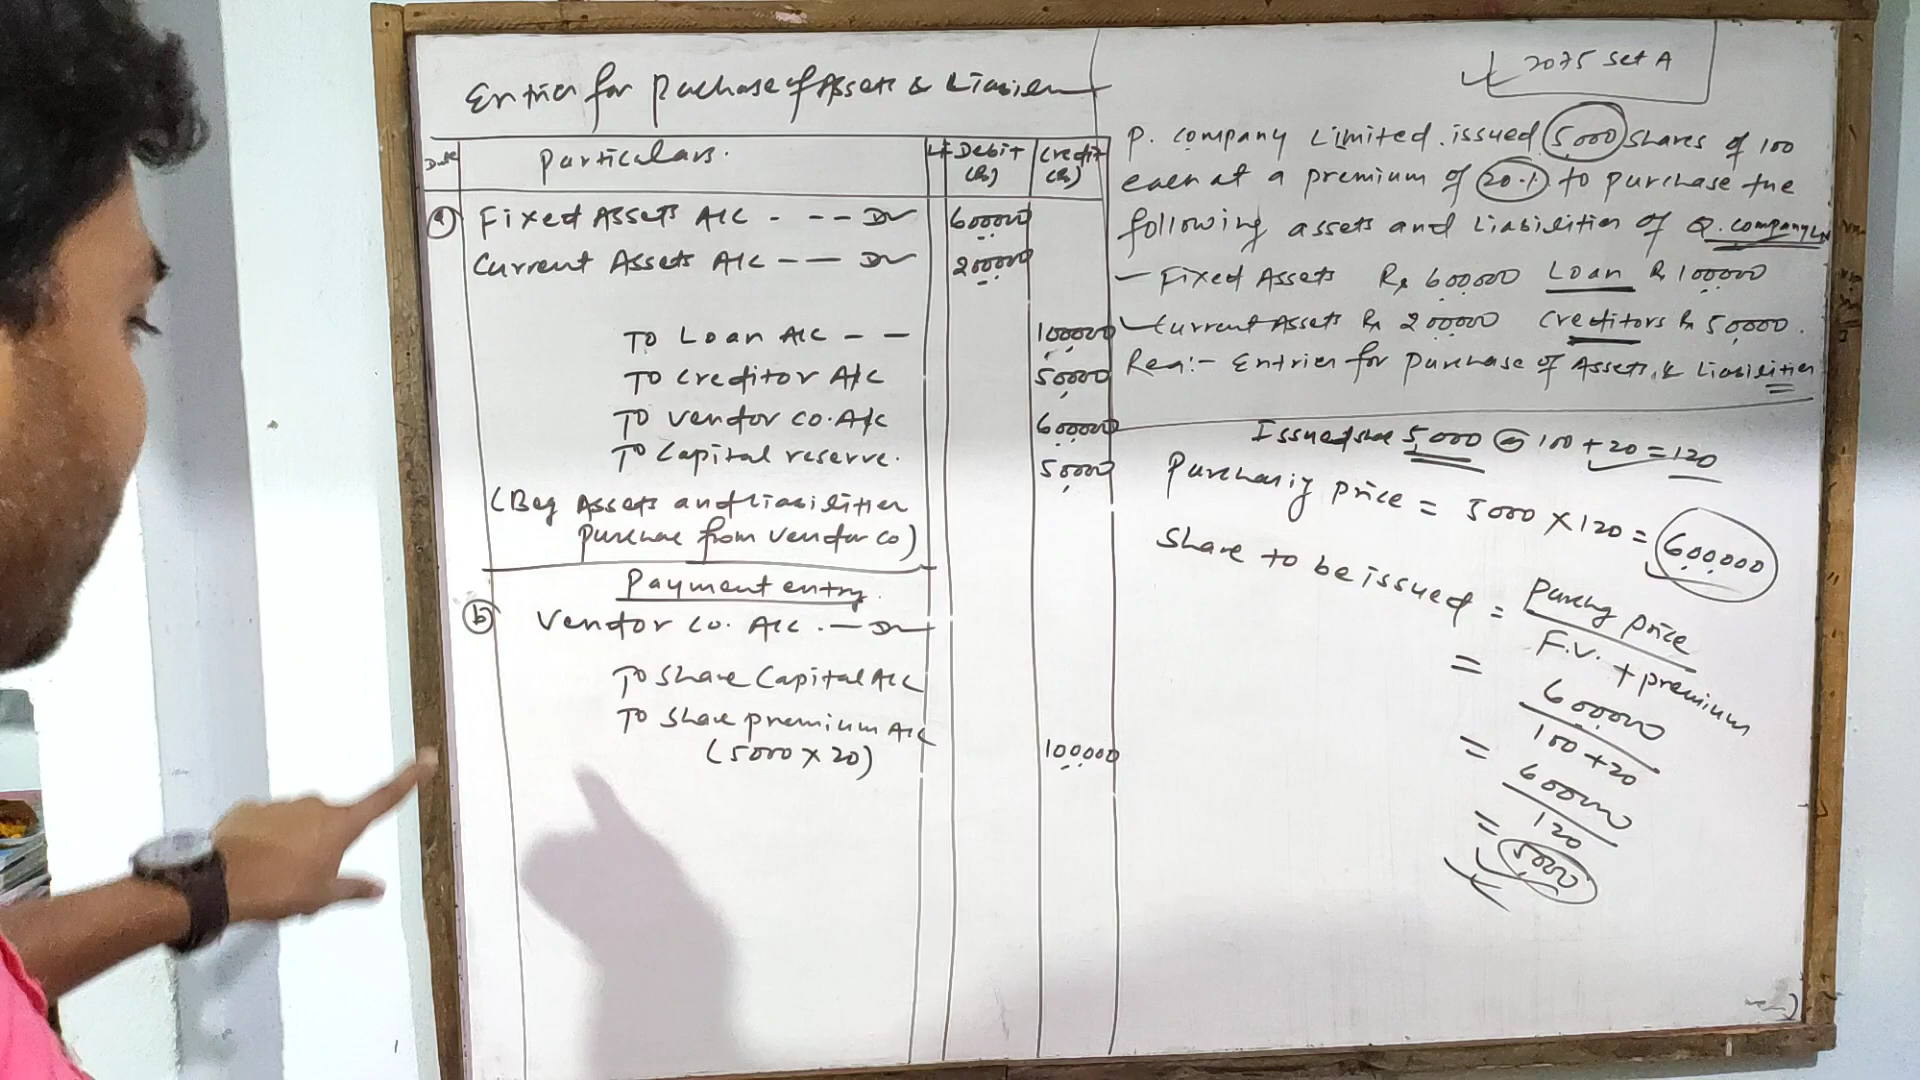 Entries for Purchase of Assets & Liabilities
Date Particulars. L.F Debit (Rs) Credit (Rs)
(a) Fixed Assets A/C - -- Dr 600000
Current Assets A/C -- Dr 200000
To Loan A/C -- 100000
To Creditor A/C 50000
To Vendor Co. A/C 600000
To Capital reserve. 50000
(Beg Assets and Liabilities
purchase from Vendor Co)
Payment entry.
(b) Vendor Co. A/C. - Dr
To Share Capital A/C
To Share premium A/C
(5000 × 20) 100000
2075 Set A
P. Company Limited. issued 5,000 shares of 100
each at a premium of 20% to purchase the
following assets and Liabilities of Q. company Ltd
- Fixed Assets Rs 600000 Loan Rs 100000
- Current Assets Rs 200000 Creditors Rs 50000.
Req:- Entries for purchase of Assets & Liabilities
Issued share 5,000 @ 100 + 20 = 120
Purchasing price = 5000 × 120 = 600000
Share to be issued = Purchg price
F.V. + premium
= 600000
100 + 20
= 600000
120
= 5000